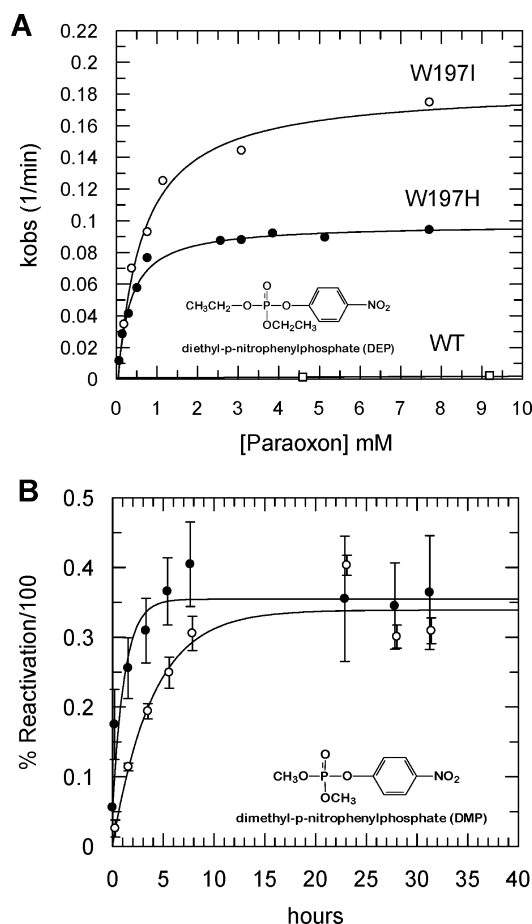 A
0.22
0.2
0.18
0.16
0.14
0.12
0.1
0.08
0.06
0.04
0.02
0
kobs (1/min)
W197I
W197H
WT
O
CH₃CH₂—O—P—O
OCH₂CH₃
NO₂
diethyl-p-nitrophenylphosphate (DEP)
0 1 2 3 4 5 6 7 8 9 10
[Paraoxon] mM
B
0.5
0.4
0.3
0.2
0.1
0
% Reactivation/100
O
CH₃O—P—O
OCH₃
NO₂
dimethyl-p-nitrophenylphosphate (DMP)
0 5 10 15 20 25 30 35 40
hours